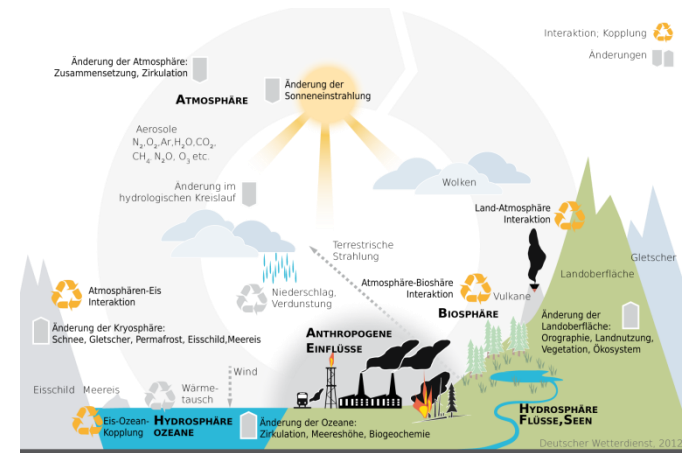 Interaktion; Kopplung
Änderungen
Änderung der Atmosphäre:
Zusammensetzung, Zirkulation
ATMOSPHÄRE
Änderung der
Sonneneinstrahlung
Aerosole
N₂,O₂,Ar,H₂O,CO₂,
CH₄, N₂O, O₃ etc.
Änderung im
hydrologischen Kreislauf
Wolken
Land-Atmosphäre
Interaktion
Terrestrische
Strahlung
Gletscher
Landoberfläche
Atmosphären-Eis
Interaktion
Niederschlag,
Verdunstung
Atmosphäre-Bioshäre
Interaktion
Vulkane
BIOSPHÄRE
Änderung der Kryosphäre:
Schnee, Gletscher, Permafrost, Eisschild,Meereis
ANTHROPOGENE
EINFLÜSSE
Änderung der
Landoberfläche:
Orographie, Landnutzung,
Vegetation, Ökosystem
Wind
Eisschild
Meereis
Wärme-
tausch
Eis-Ozean-
Kopplung
HYDROSPHÄRE
OZEANE
Änderung der Ozeane:
Zirkulation, Meereshöhe, Biogeochemie
HYDROSPHÄRE
FLÜSSE,SEEN
Deutscher Wetterdienst, 2012